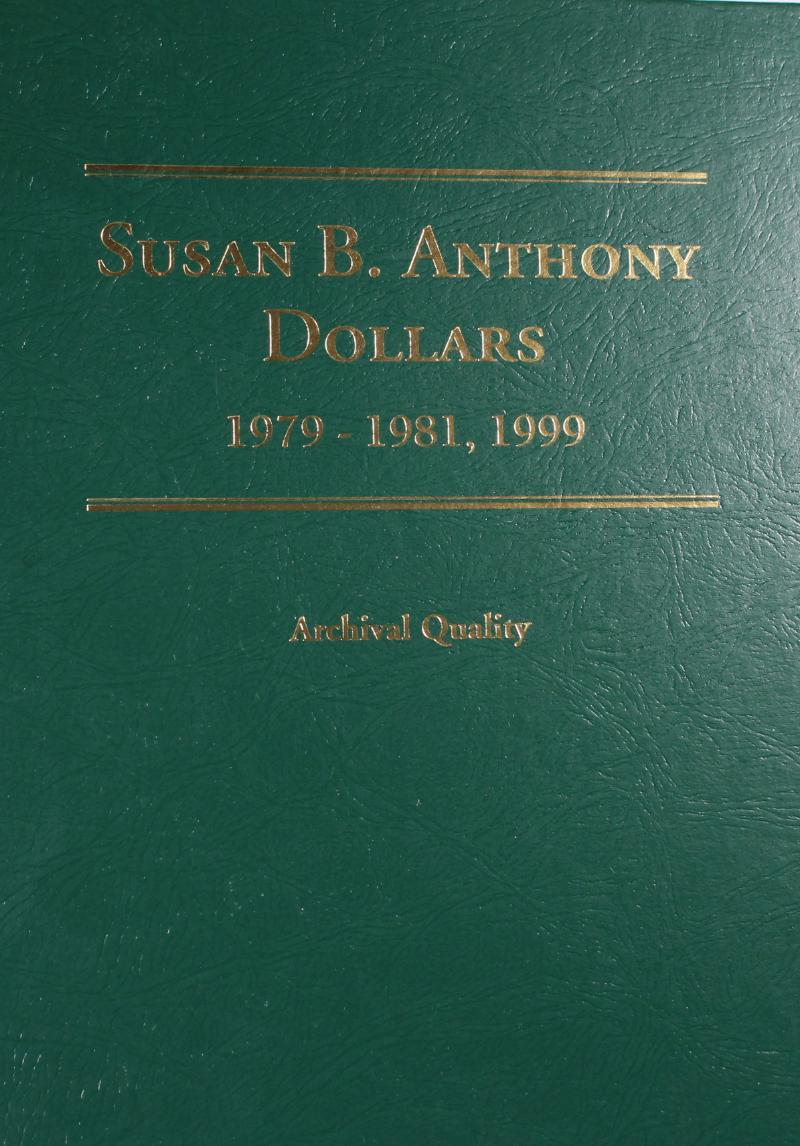 Susan B. Anthony
Dollars
1979 - 1981, 1999
Archival Quality